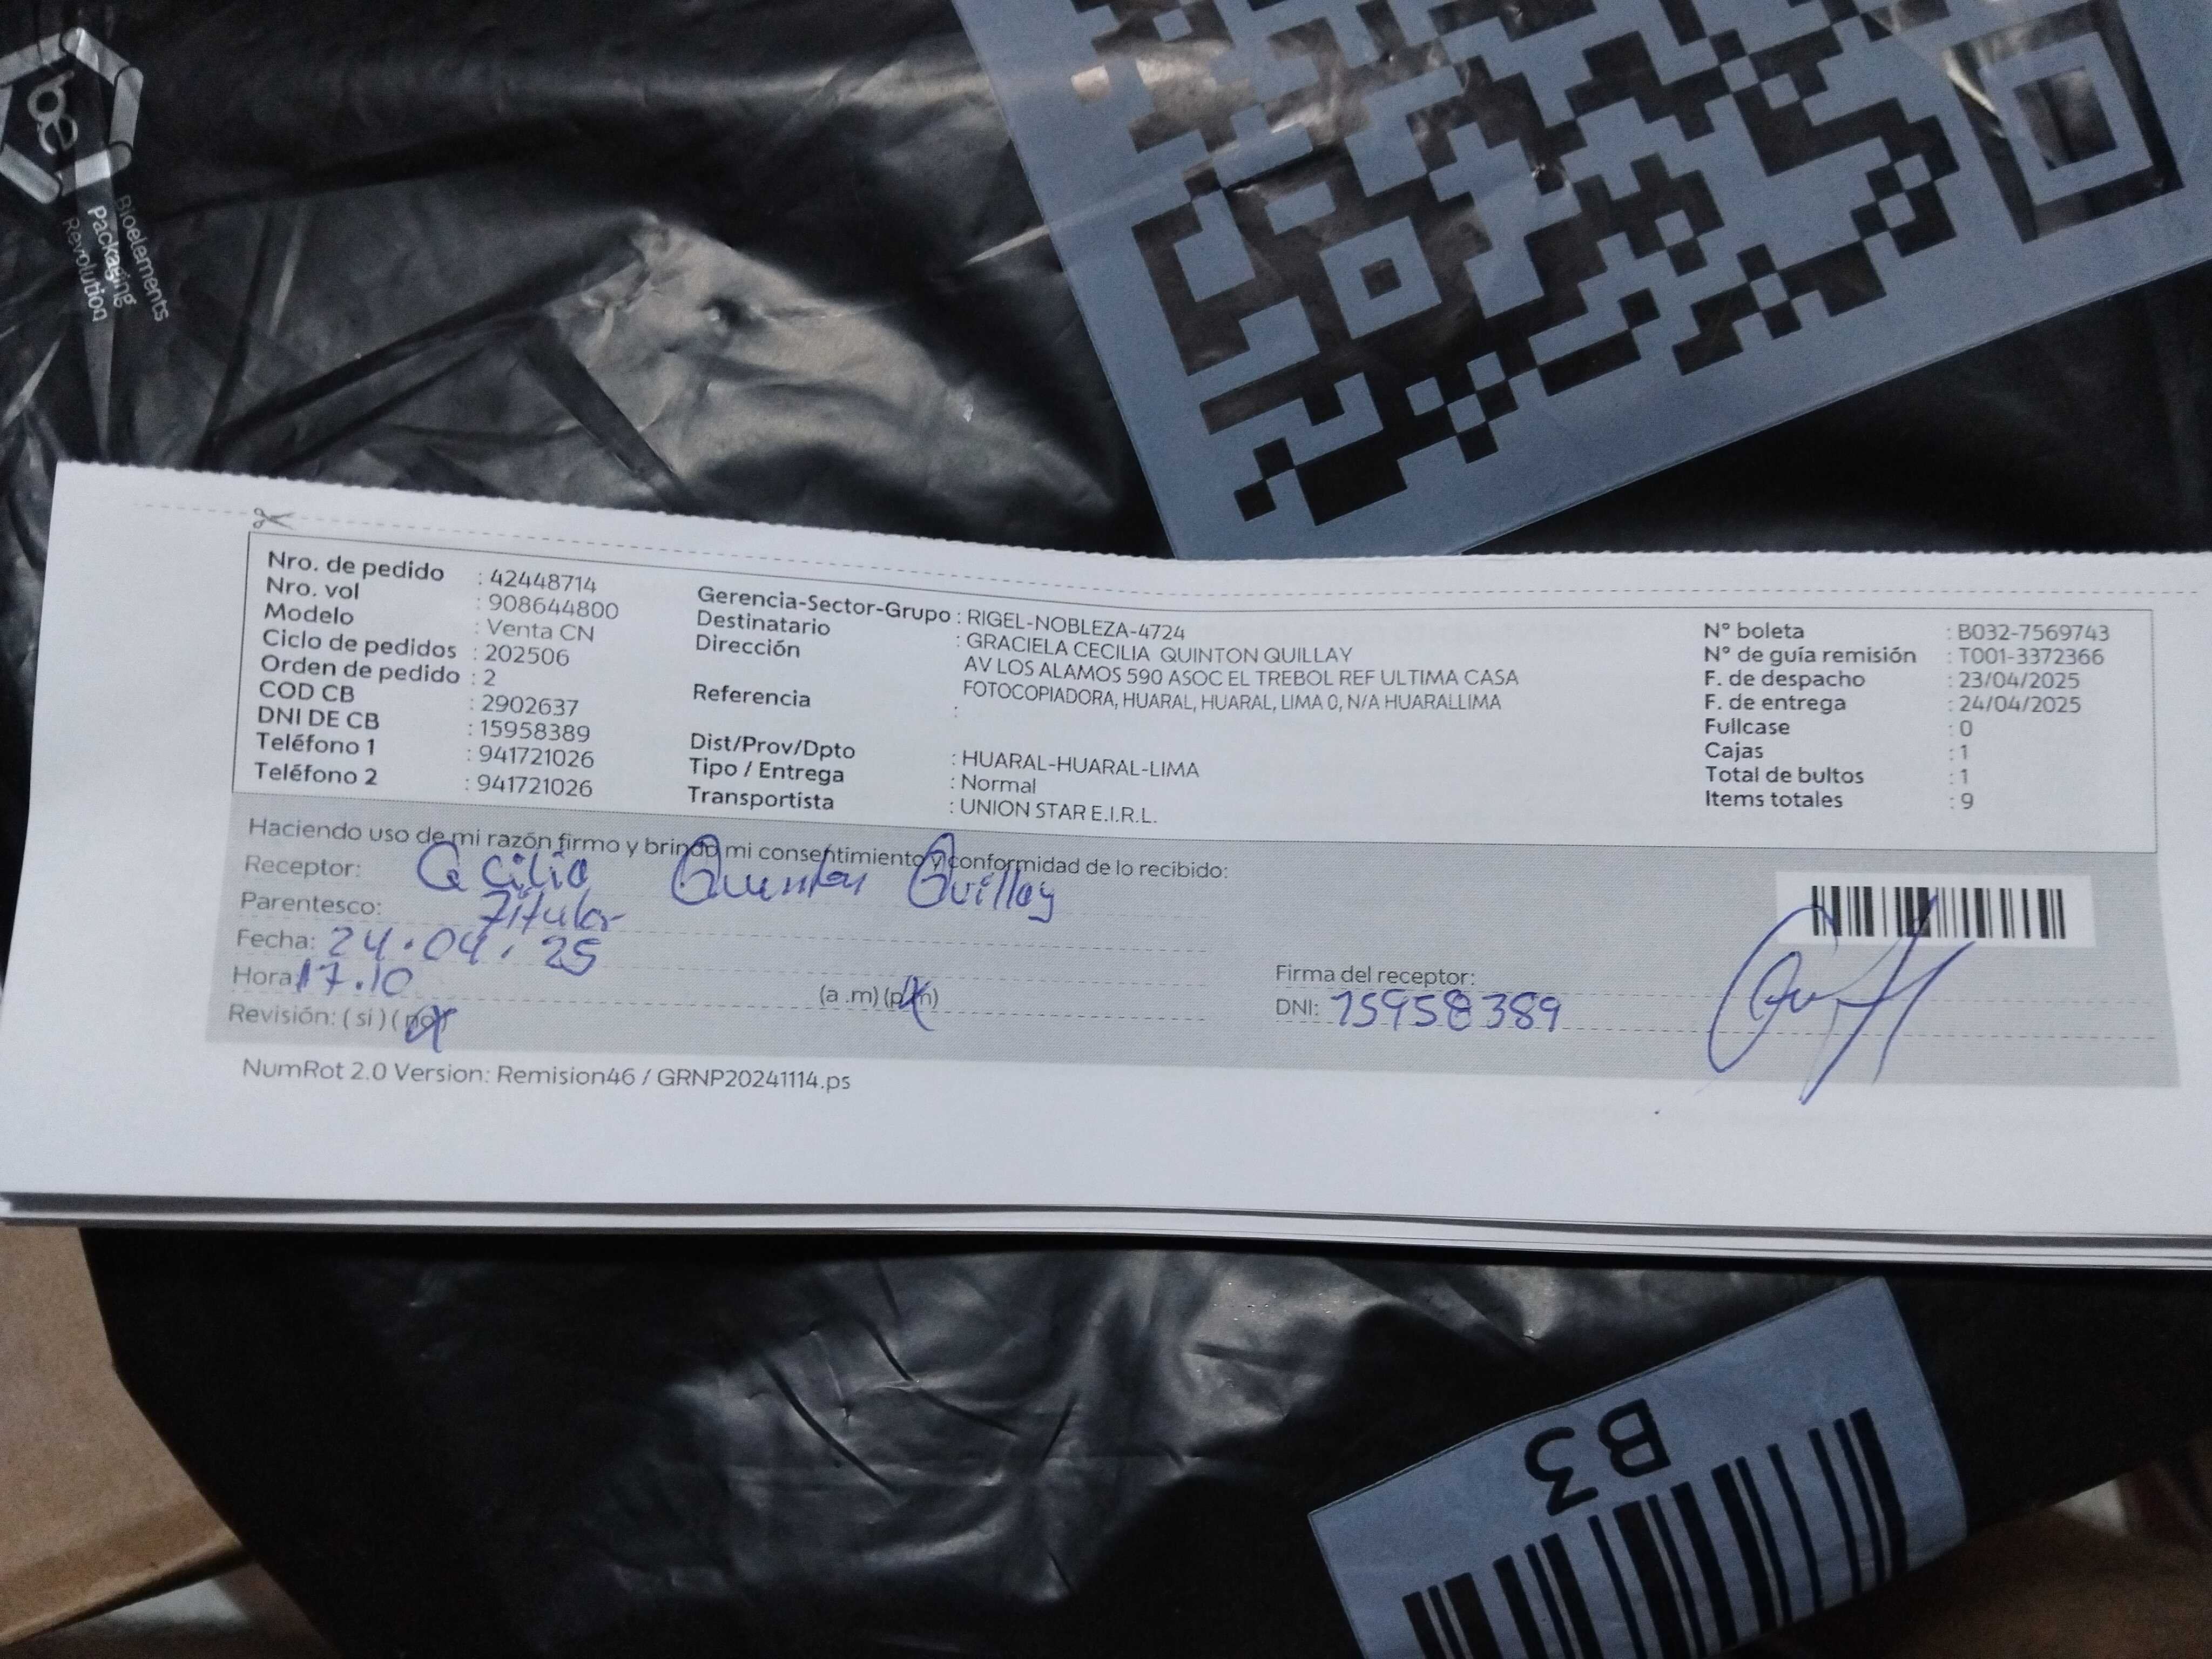 be
Bioelements
Packaging
Revolution
Nro. de pedido : 42448714
Nro. vol : 908644800
Modelo : Venta CN
Ciclo de pedidos : 202506
Orden de pedido : 2
COD CB : 2902637
DNI DE CB : 15958389
Teléfono 1 : 941721026
Teléfono 2 : 941721026
Gerencia-Sector-Grupo : RIGEL-NOBLEZA-4724
Destinatario : GRACIELA CECILIA QUINTON QUILLAY
Dirección AV LOS ALAMOS 590 ASOC EL TREBOL REF ULTIMA CASA
FOTOCOPIADORA, HUARAL, HUARAL, LIMA 0, N/A HUARALLIMA
Referencia :
Dist/Prov/Dpto : HUARAL-HUARAL-LIMA
Tipo / Entrega : Normal
Transportista : UNION STAR E.I.R.L.
N° boleta : B032-7569743
N° de guía remisión : T001-3372366
F. de despacho : 23/04/2025
F. de entrega : 24/04/2025
Fullcase : 0
Cajas : 1
Total de bultos : 1
Items totales : 9
Haciendo uso de mi razón firmo y brindo mi consentimiento y conformidad de lo recibido:
Receptor: Cecilia Quinton Quillay
Parentesco: Titular
Fecha: 24.04.25
Hora: 17.10 (a .m) (p.m)
Revisión: ( si ) ( no )
Firma del receptor:
DNI: 15958389
NumRot 2.0 Version: Remision46 / GRNP20241114.ps
B3